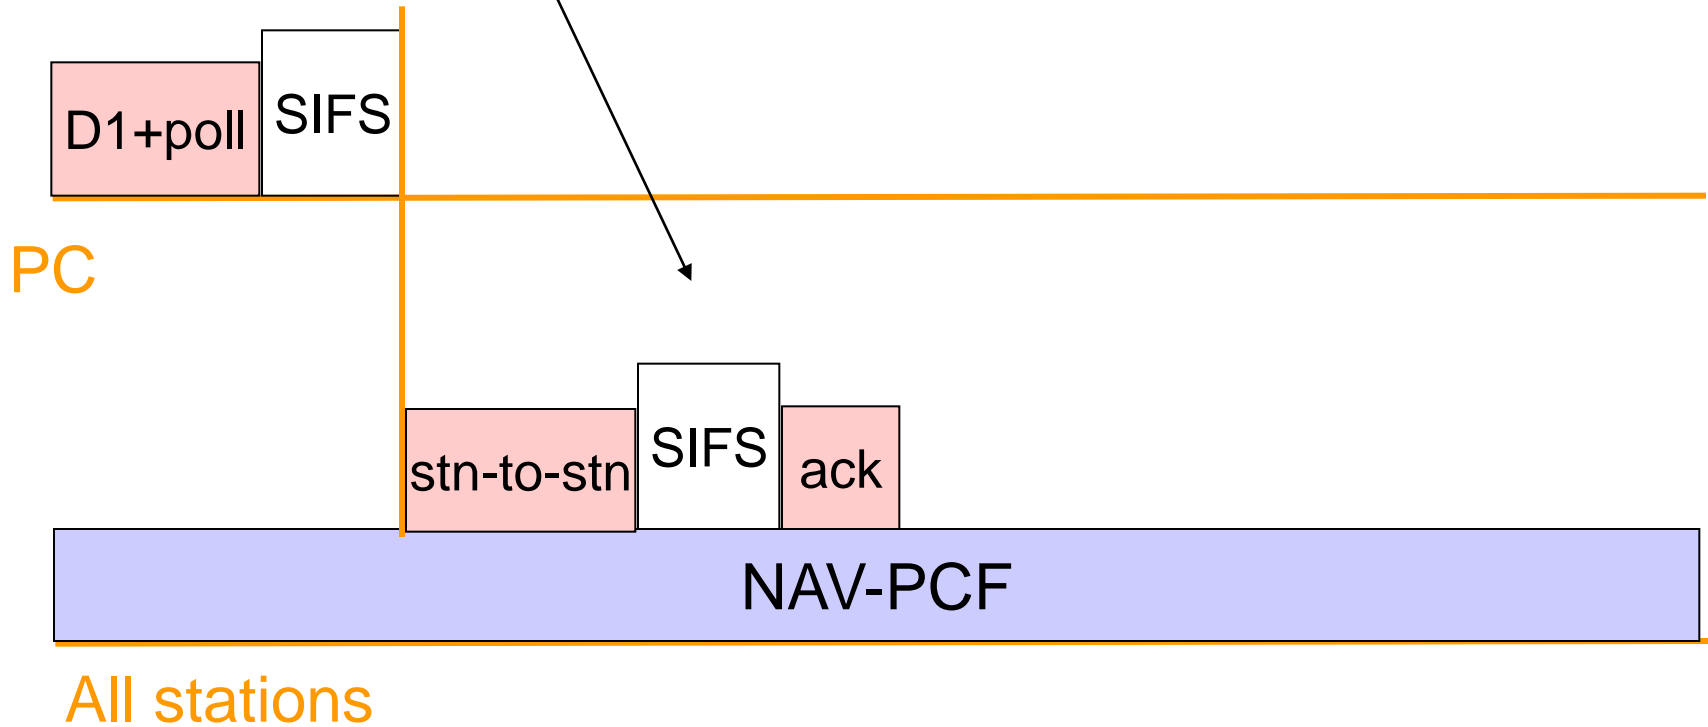 D1+poll
SIFS
PC
stn-to-stn
SIFS
ack
NAV-PCF
All stations